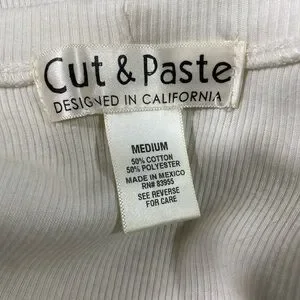 Cut & Paste
DESIGNED IN CALIFORNIA
MEDIUM
50% COTTON
50% POLYESTER
MADE IN MEXICO
RN# 83955
SEE REVERSE
FOR CARE